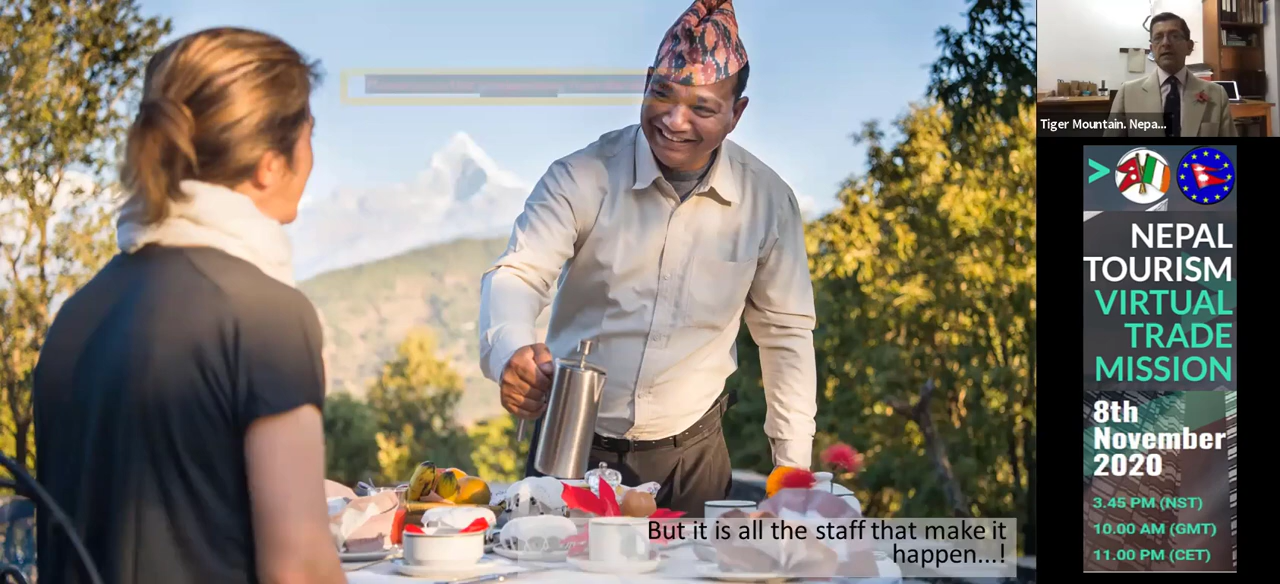 Tiger Mountain. Nepa...
NEPAL
TOURISM
VIRTUAL
TRADE
MISSION
8th
November
2020
3.45 PM (NST)
10.00 AM (GMT)
11.00 PM (CET)
But it is all the staff that make it
happen...!